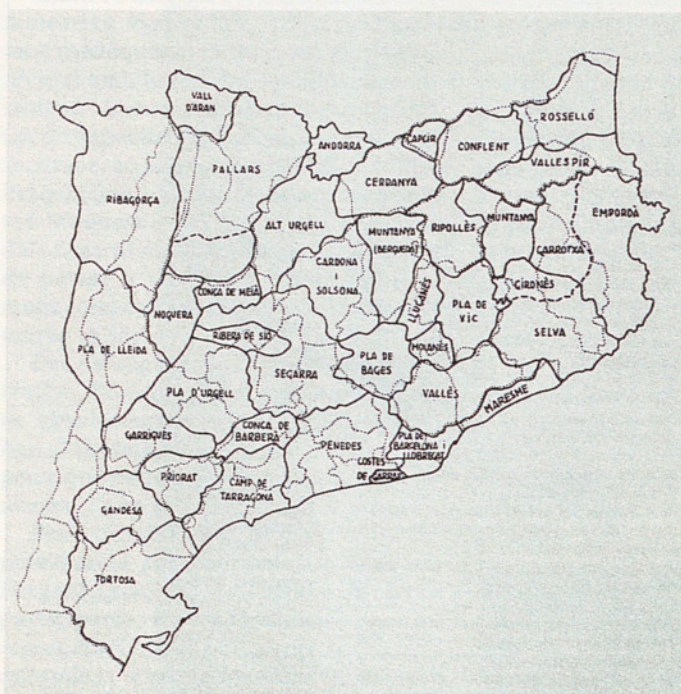 VALL
D'ARAN
ROSSELLÓ
ANDORRA
CAPCIR
CONFLENT
VALLESPIR
PALLARS
RIBAGORÇA
CERDANYA
ALT URGELL
MUNTANYA
(BERGUEDÀ)
RIPOLLÈS
MUNTANYA
EMPORDÀ
GARROTXA
CARDONA
I
SOLSONA
CONCA DE MEIÀ
LLUÇANÈS
GIRONÈS
NOGUERA
PLA DE
VIC
RIBERA DE SIÓ
SELVA
PLA DE LLEIDA
MOIANÈS
PLA DE
BAGES
SEGARRA
PLA D'URGELL
VALLÈS
MARESME
GARRIGUES
CONCA DE
BARBERÀ
PENEDÈS
PLA DE
BARCELONA I
LLOBREGAT
COSTES
DE GARRAF
PRIORAT
CAMP DE
TARRAGONA
GANDESA
TORTOSA